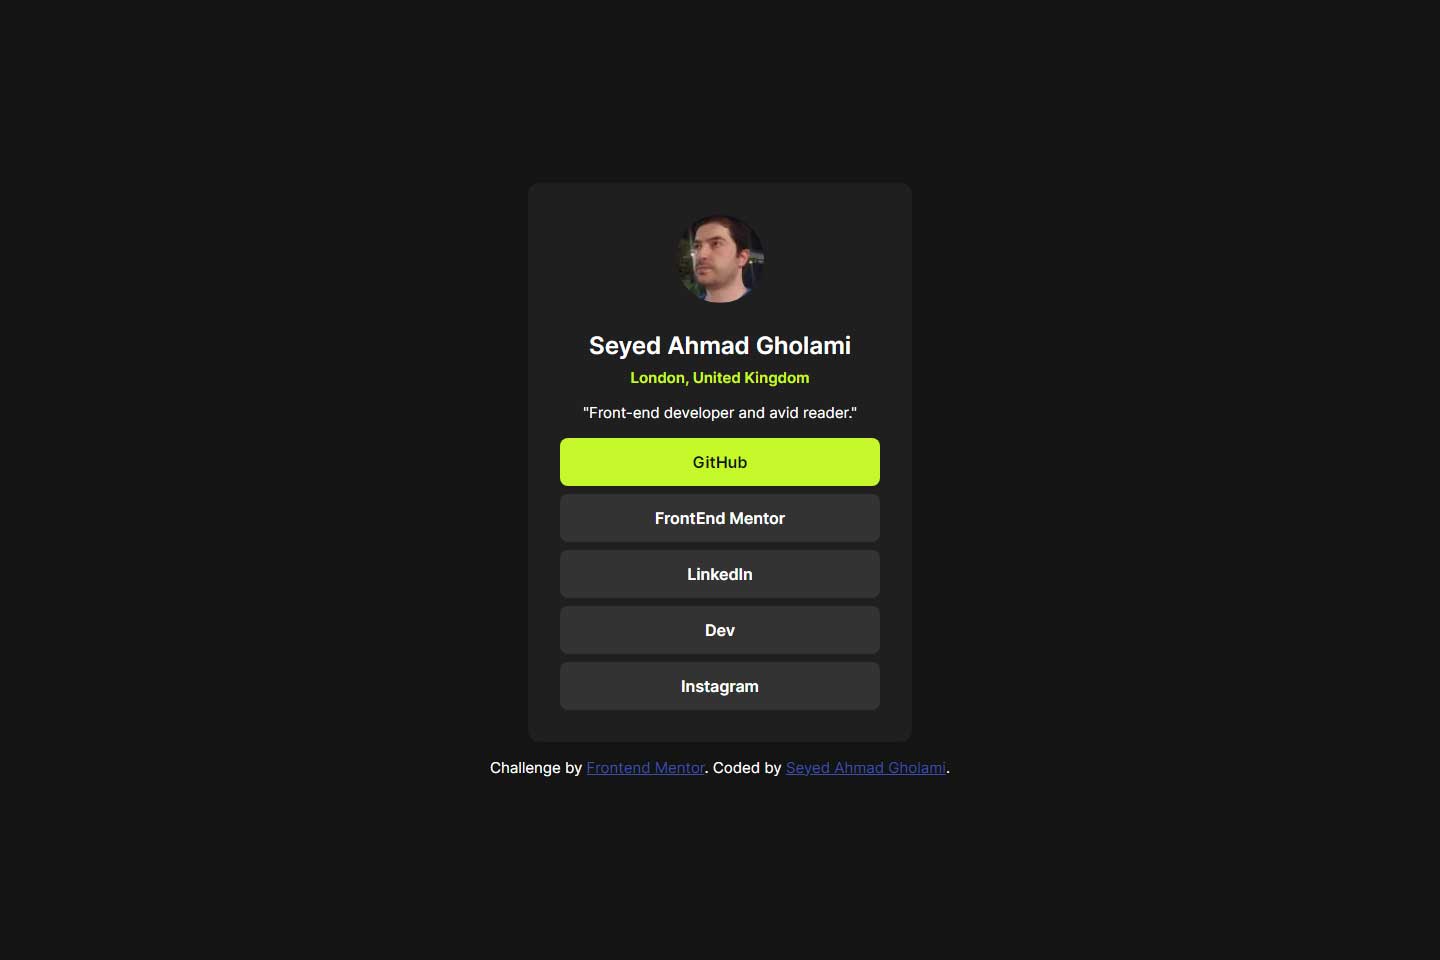 Seyed Ahmad Gholami
London, United Kingdom
"Front-end developer and avid reader."
GitHub
FrontEnd Mentor
LinkedIn
Dev
Instagram
Challenge by Frontend Mentor. Coded by Seyed Ahmad Gholami.